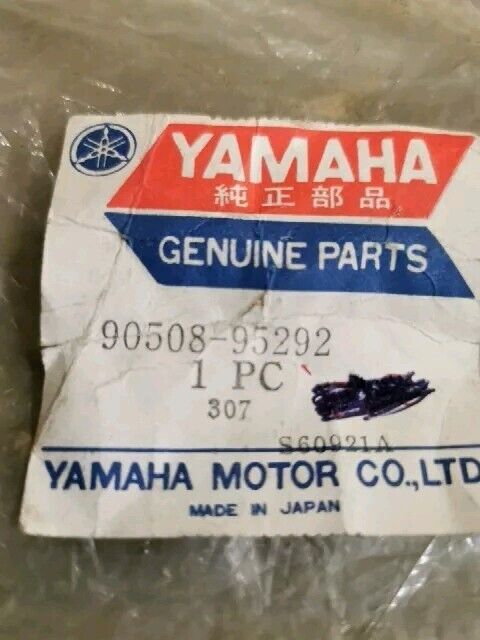 YAMAHA
純正部品
GENUINE PARTS
90508-95292
1 PC
307
S60921A
YAMAHA MOTOR CO.,LTD
MADE IN JAPAN